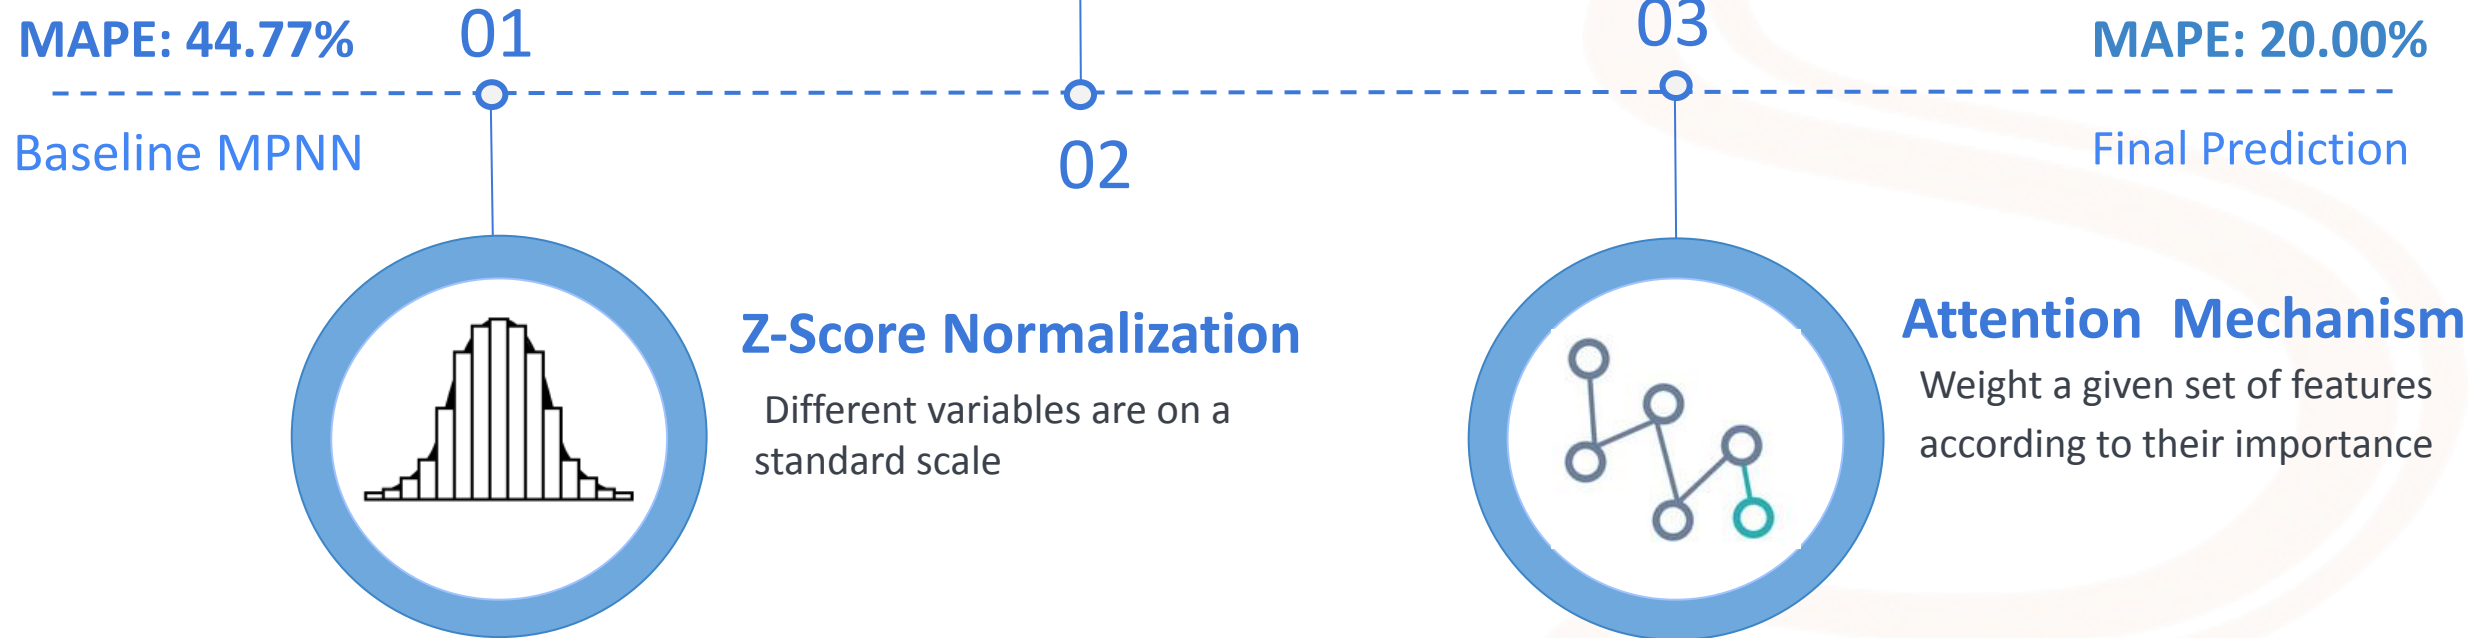 MAPE: 44.77%
01
03
MAPE: 20.00%
Baseline MPNN
02
Final Prediction
Z-Score Normalization
Different variables are on a
standard scale
Attention Mechanism
Weight a given set of features
according to their importance